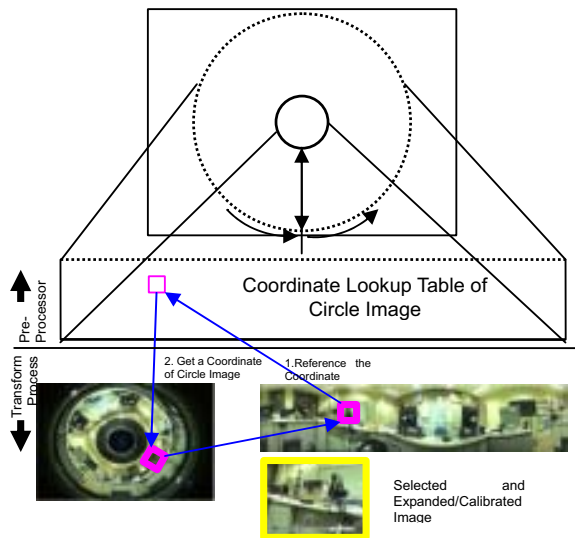 Coordinate Lookup Table of
Circle Image
Pre-
Processor
Transform
Process
2. Get a Coordinate
of Circle Image
1.Reference the
Coordinate
Selected and
Expanded/Calibrated
Image